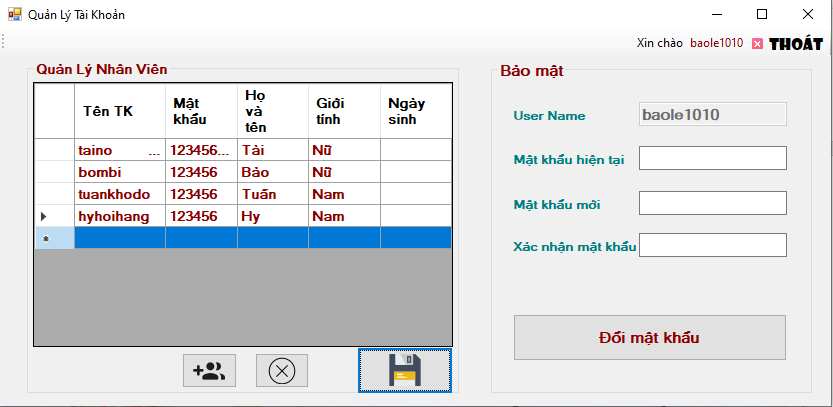 Quản Lý Tài Khoản
Xin chào baole1010 THOÁT
Quản Lý Nhân Viên
Tên TK Mật khẩu Họ và tên Giới tính Ngày sinh
taino ... 123456... Tài Nữ
bombi 123456 Bảo Nữ
tuankhodo 123456 Tuấn Nam
hyhoihang 123456 Hy Nam
Bảo mật
User Name baole1010
Mật khẩu hiện tại
Mật khẩu mới
Xác nhận mật khẩu
Đổi mật khẩu